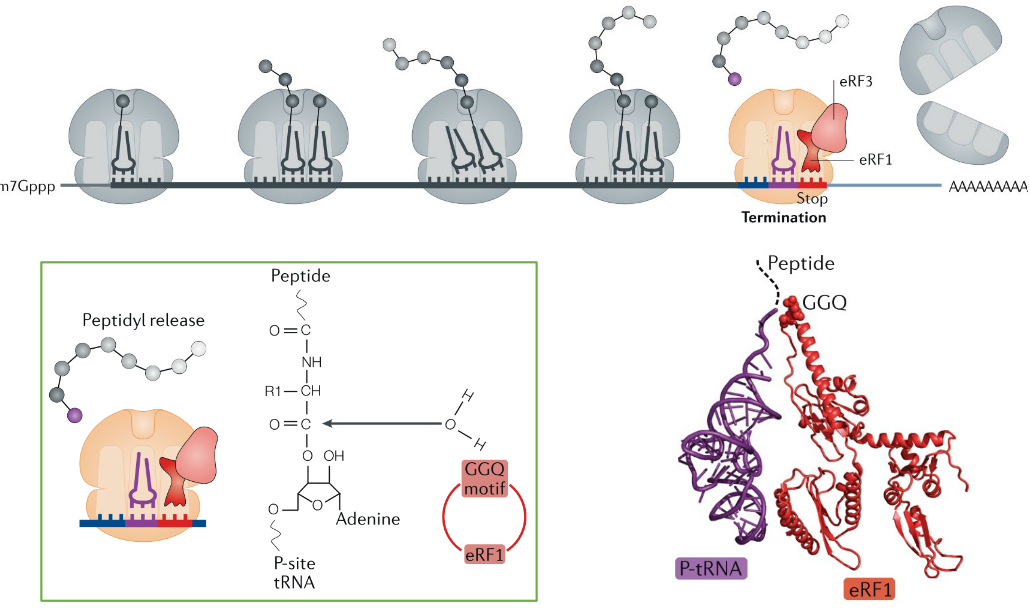 eRF3
eRF1
m7Gppp
AAAAAAAAA
Stop
Termination
Peptidyl release
Peptide
O
C
NH
R1
CH
O
C
O
OH
O
O
Adenine
P-site
tRNA
H
O
H
GGQ
motif
eRF1
Peptide
GGQ
P-tRNA
eRF1